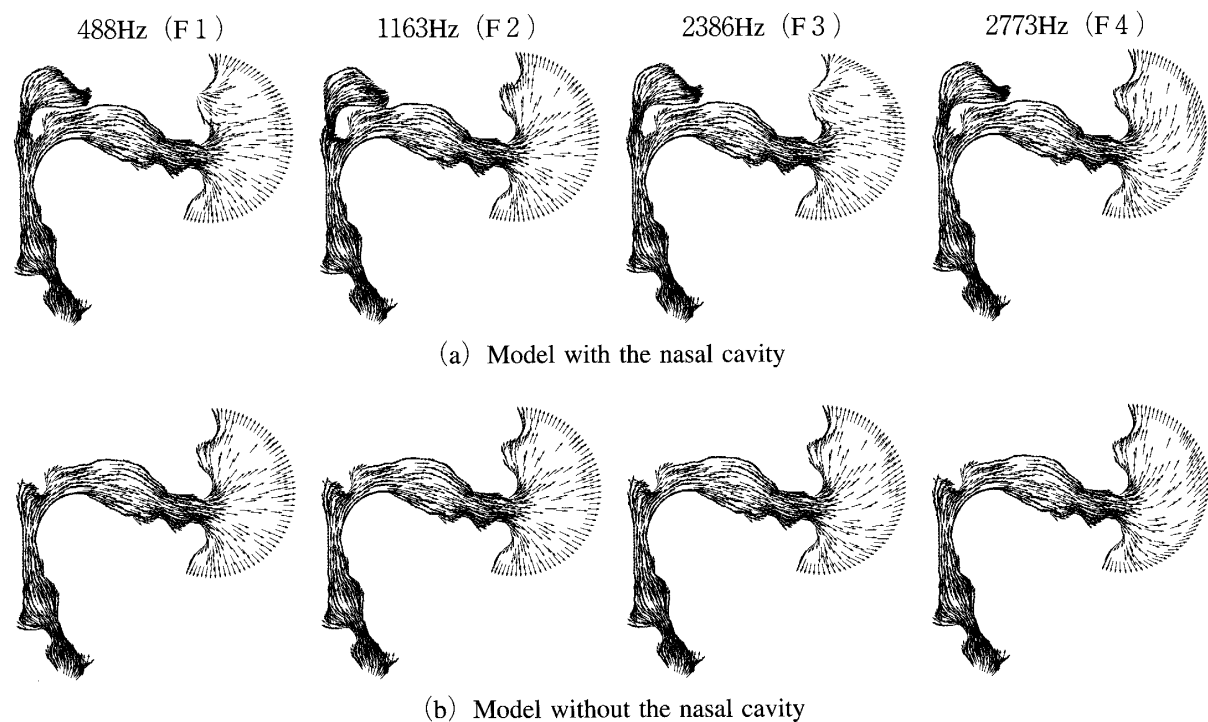 488Hz (F1) 1163Hz (F2) 2386Hz (F3) 2773Hz (F4)
(a) Model with the nasal cavity
(b) Model without the nasal cavity